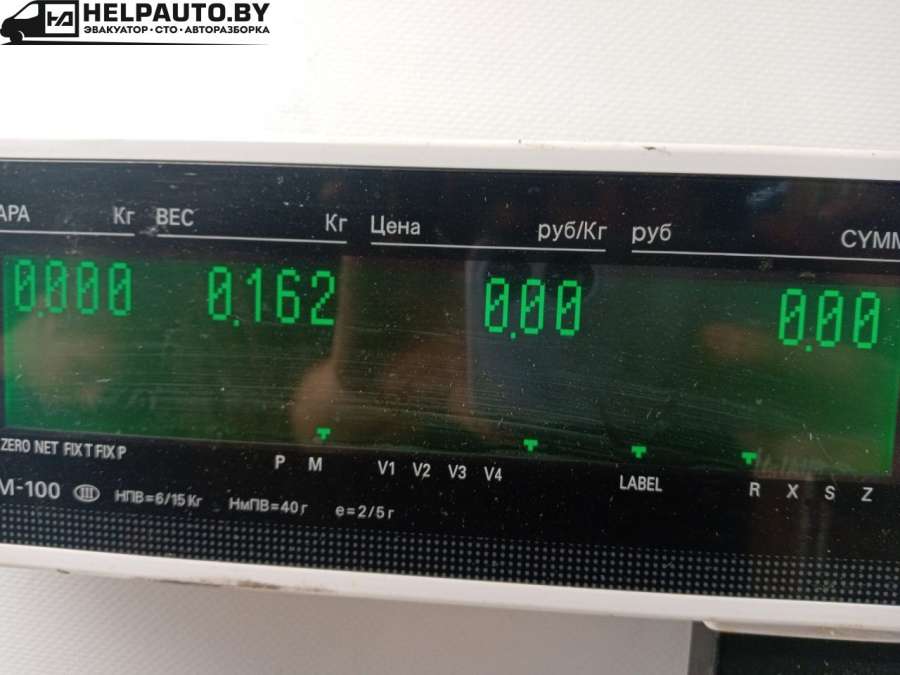 HELPAUTO.BY
ЭВАКУАТОР•СТО•АВТОРАЗБОРКА
АРА Кг ВЕС Кг Цена руб/Кг руб СУММ
0.000 0.162 0.00 0.00
ZERO NET FIX T FIX P
P M V1 V2 V3 V4 LABEL R X S Z
М-100 III НПВ=6/15 Кг НмПВ=40 г e=2/5 г